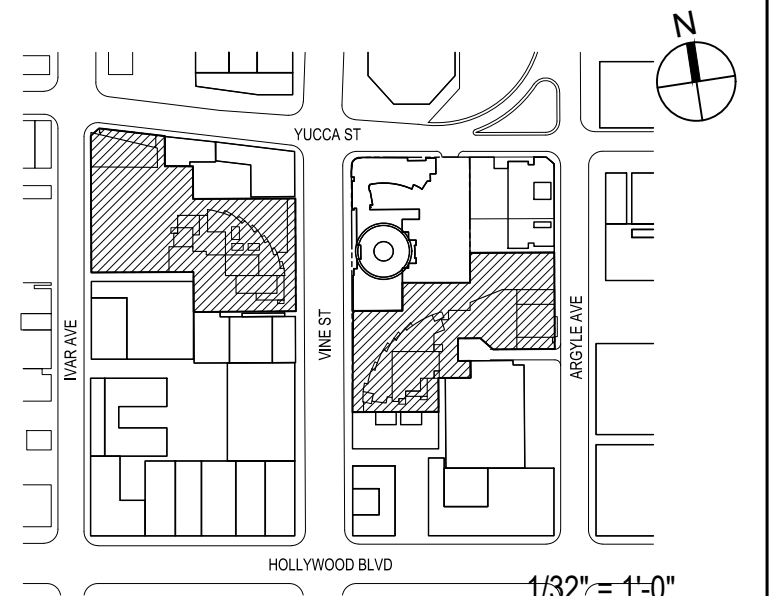 N
YUCCA ST
IVAR AVE
VINE ST
ARGYLE AVE
HOLLYWOOD BLVD
1/32" = 1'-0"